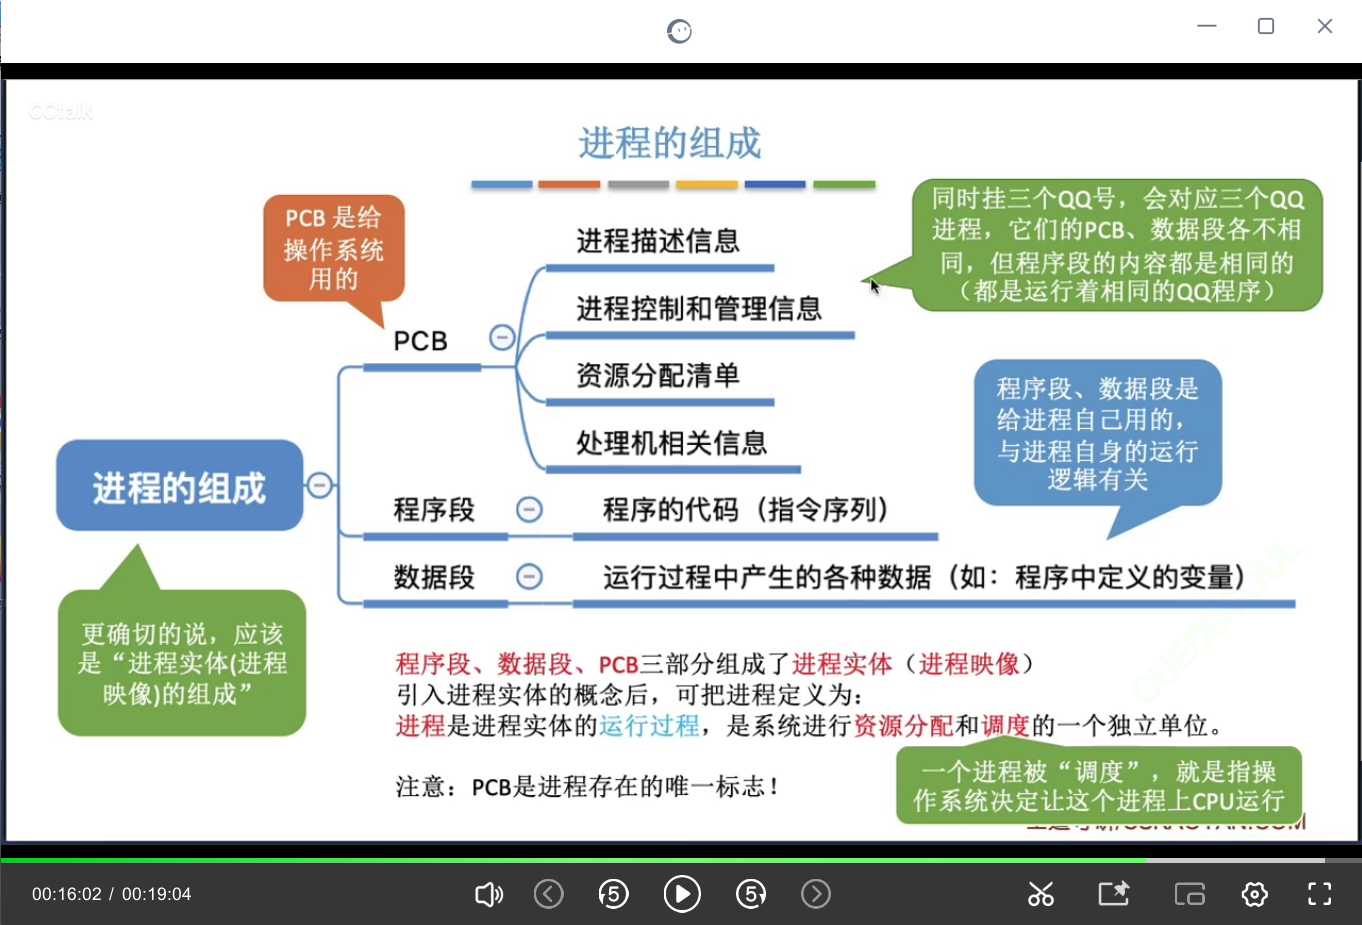 CCtalk
进程的组成
PCB 是给
操作系统
用的
同时挂三个QQ号，会对应三个QQ
进程，它们的PCB、数据段各不相
同，但程序段的内容都是相同的
（都是运行着相同的QQ程序）
进程描述信息
进程控制和管理信息
PCB
资源分配清单
处理机相关信息
程序段、数据段是
给进程自己用的，
与进程自身的运行
逻辑有关
进程的组成
程序段
程序的代码（指令序列）
数据段
运行过程中产生的各种数据（如：程序中定义的变量）
更确切的说，应该
是“进程实体(进程
映像)的组成”
程序段、数据段、PCB三部分组成了进程实体（进程映像）
引入进程实体的概念后，可把进程定义为：
进程是进程实体的运行过程，是系统进行资源分配和调度的一个独立单位。
一个进程被“调度”，就是指操
作系统决定让这个进程上CPU运行
注意：PCB是进程存在的唯一标志！
00:16:02 / 00:19:04
5
5